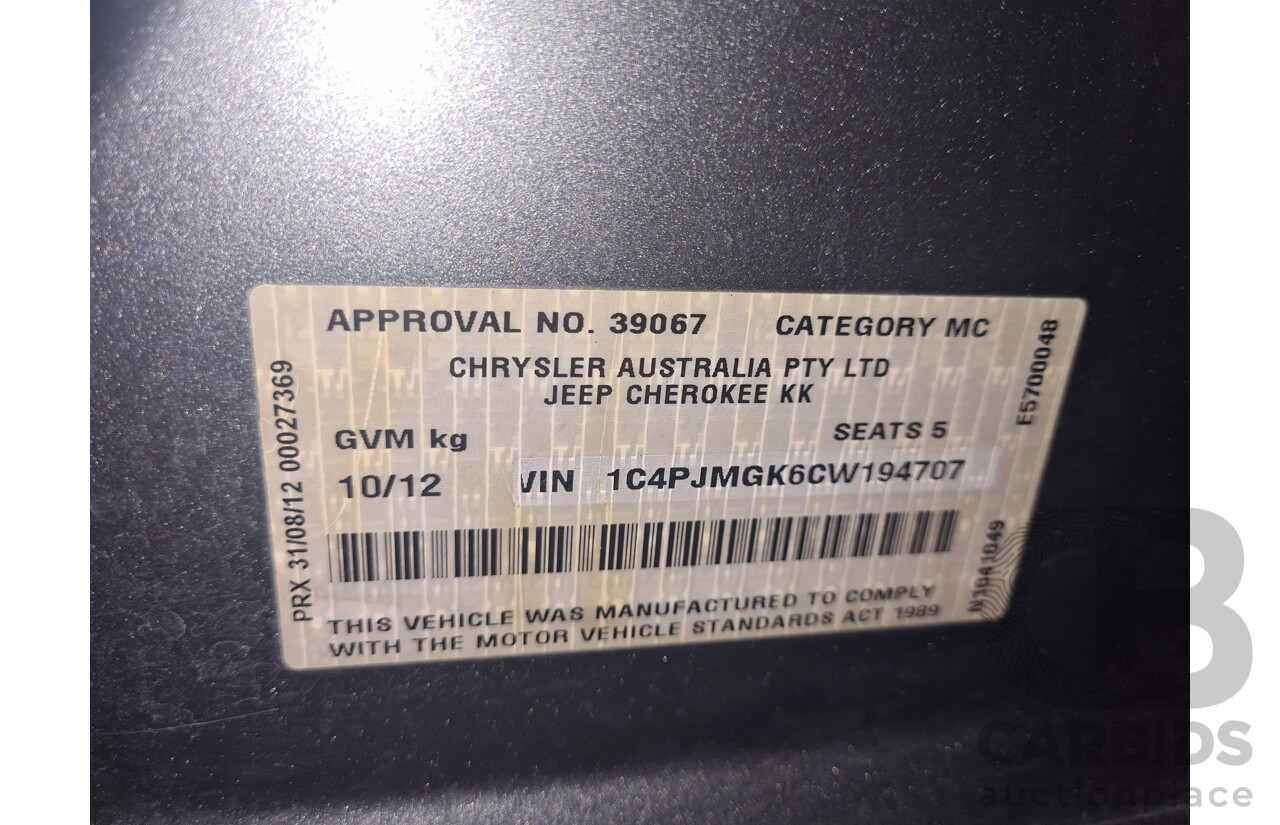 APPROVAL NO. 39067 CATEGORY MC
CHRYSLER AUSTRALIA PTY LTD
JEEP CHEROKEE KK
GVM kg SEATS 5
10/12 VIN 1C4PJMGK6CW194707
THIS VEHICLE WAS MANUFACTURED TO COMPLY
WITH THE MOTOR VEHICLE STANDARDS ACT 1989
PRX 31/08/12 00027369
E5700048
CB
CARBIDS
auctionplace